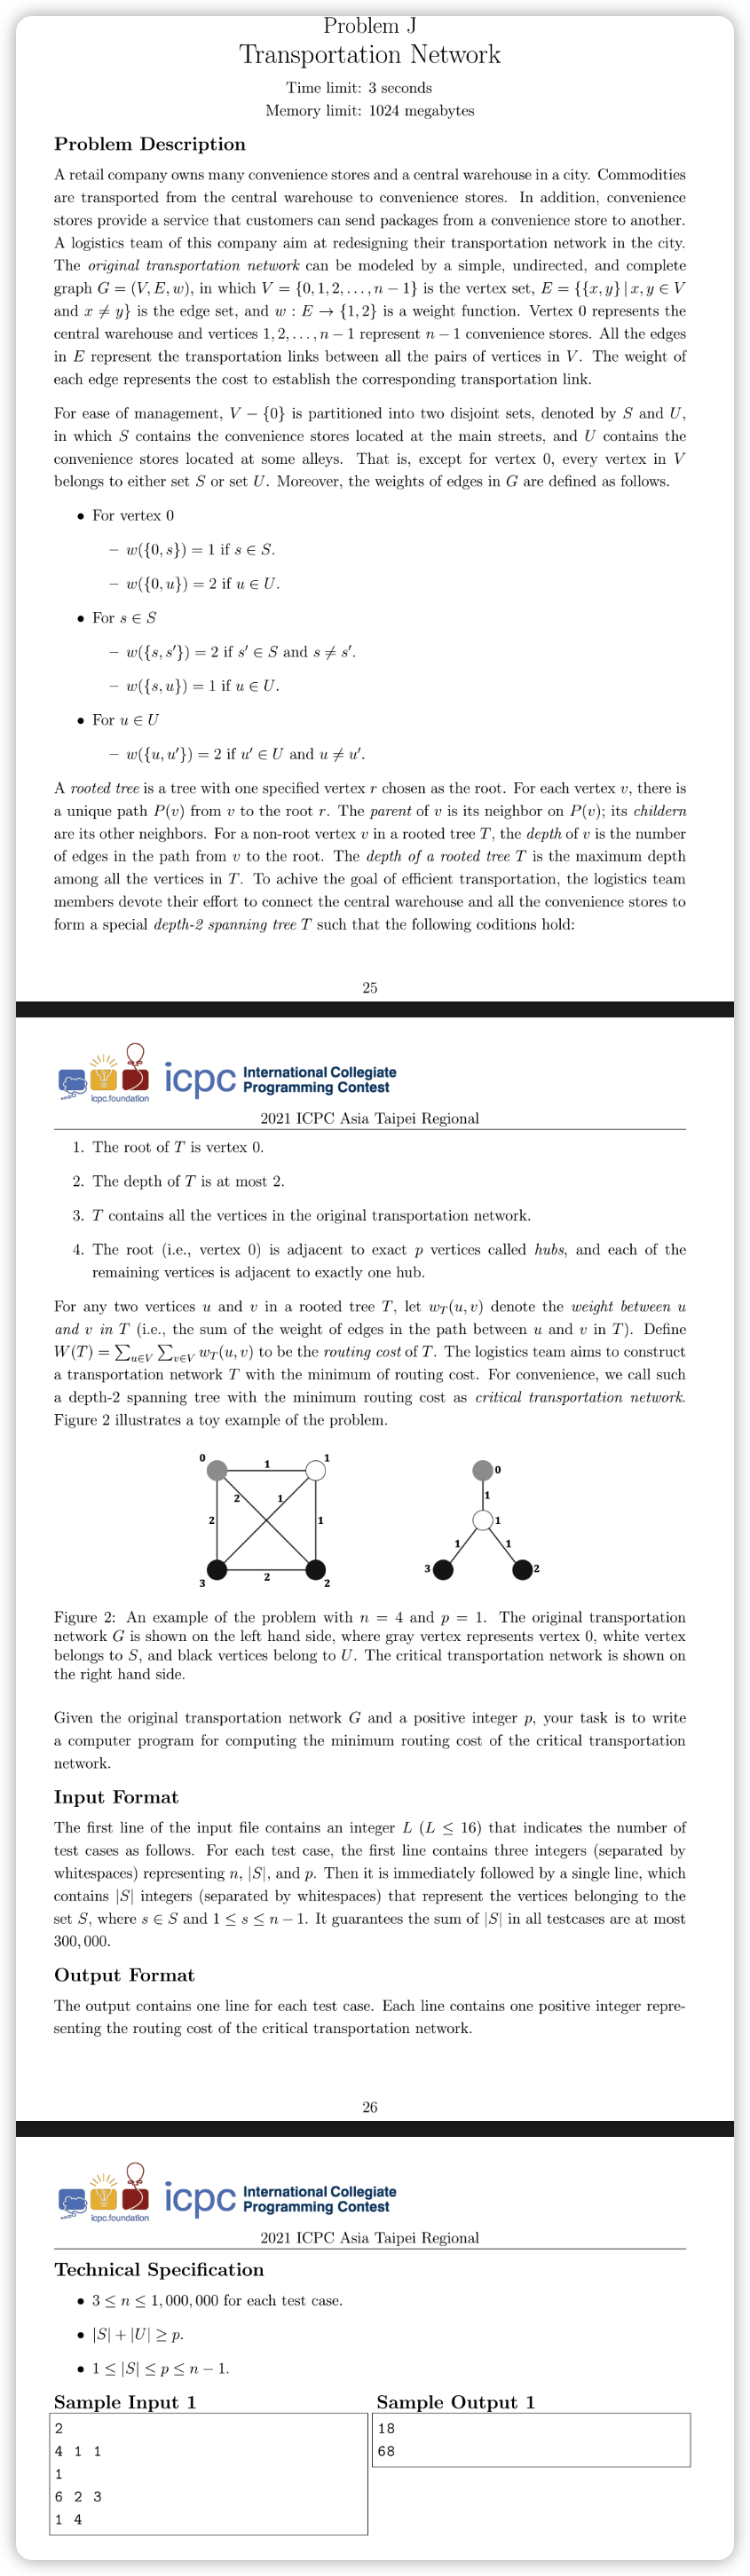 Problem J
Transportation Network
Time limit: 3 seconds
Memory limit: 1024 megabytes
Problem Description
A retail company owns many convenience stores and a central warehouse in a city. Commodities
are transported from the central warehouse to convenience stores. In addition, convenience
stores provide a service that customers can send packages from a convenience store to another.
A logistics team of this company aim at redesigning their transportation network in the city.
The original transportation network can be modeled by a simple, undirected, and complete
graph G = (V, E, w), in which V = {0, 1, 2, . . . , n − 1} is the vertex set, E = {{x, y} | x, y ∈ V
and x ≠ y} is the edge set, and w : E → {1, 2} is a weight function. Vertex 0 represents the
central warehouse and vertices 1, 2, . . . , n − 1 represent n − 1 convenience stores. All the edges
in E represent the transportation links between all the pairs of vertices in V. The weight of
each edge represents the cost to establish the corresponding transportation link.
For ease of management, V − {0} is partitioned into two disjoint sets, denoted by S and U,
in which S contains the convenience stores located at the main streets, and U contains the
convenience stores located at some alleys. That is, except for vertex 0, every vertex in V
belongs to either set S or set U. Moreover, the weights of edges in G are defined as follows.
• For vertex 0
– w({0, s}) = 1 if s ∈ S.
– w({0, u}) = 2 if u ∈ U.
• For s ∈ S
– w({s, s′}) = 2 if s′ ∈ S and s ≠ s′.
– w({s, u}) = 1 if u ∈ U.
• For u ∈ U
– w({u, u′}) = 2 if u′ ∈ U and u ≠ u′.
A rooted tree is a tree with one specified vertex r chosen as the root. For each vertex v, there is
a unique path P(v) from v to the root r. The parent of v is its neighbor on P(v); its childern
are its other neighbors. For a non-root vertex v in a rooted tree T, the depth of v is the number
of edges in the path from v to the root. The depth of a rooted tree T is the maximum depth
among all the vertices in T. To achive the goal of efficient transportation, the logistics team
members devote their effort to connect the central warehouse and all the convenience stores to
form a special depth-2 spanning tree T such that the following coditions hold:
25
icpc.foundation
icpc International Collegiate Programming Contest
2021 ICPC Asia Taipei Regional
1. The root of T is vertex 0.
2. The depth of T is at most 2.
3. T contains all the vertices in the original transportation network.
4. The root (i.e., vertex 0) is adjacent to exact p vertices called hubs, and each of the
remaining vertices is adjacent to exactly one hub.
For any two vertices u and v in a rooted tree T, let w_T(u, v) denote the weight between u
and v in T (i.e., the sum of the weight of edges in the path between u and v in T). Define
W(T) = ∑_{u∈V} ∑_{v∈V} w_T(u, v) to be the routing cost of T. The logistics team aims to construct
a transportation network T with the minimum of routing cost. For convenience, we call such
a depth-2 spanning tree with the minimum routing cost as critical transportation network.
Figure 2 illustrates a toy example of the problem.
0 1 1
2 1
2 1
3 2 2
0
1
1
1 1
3 2
Figure 2: An example of the problem with n = 4 and p = 1. The original transportation
network G is shown on the left hand side, where gray vertex represents vertex 0, white vertex
belongs to S, and black vertices belong to U. The critical transportation network is shown on
the right hand side.
Given the original transportation network G and a positive integer p, your task is to write
a computer program for computing the minimum routing cost of the critical transportation
network.
Input Format
The first line of the input file contains an integer L (L ≤ 16) that indicates the number of
test cases as follows. For each test case, the first line contains three integers (separated by
whitespaces) representing n, |S|, and p. Then it is immediately followed by a single line, which
contains |S| integers (separated by whitespaces) that represent the vertices belonging to the
set S, where s ∈ S and 1 ≤ s ≤ n − 1. It guarantees the sum of |S| in all testcases are at most
300, 000.
Output Format
The output contains one line for each test case. Each line contains one positive integer repre-
senting the routing cost of the critical transportation network.
26
icpc.foundation
icpc International Collegiate Programming Contest
2021 ICPC Asia Taipei Regional
Technical Specification
• 3 ≤ n ≤ 1, 000, 000 for each test case.
• |S| + |U| ≥ p.
• 1 ≤ |S| ≤ p ≤ n − 1.
Sample Input 1
2
4 1 1
1
6 2 3
1 4
Sample Output 1
18
68